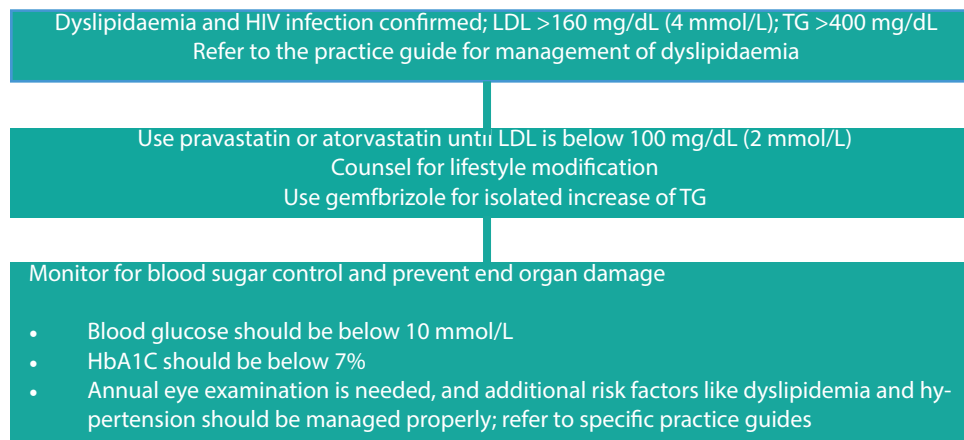 Dyslipidaemia and HIV infection confirmed; LDL >160 mg/dL (4 mmol/L); TG >400 mg/dL
Refer to the practice guide for management of dyslipidaemia
Use pravastatin or atorvastatin until LDL is below 100 mg/dL (2 mmol/L)
Counsel for lifestyle modification
Use gemfbrizole for isolated increase of TG
Monitor for blood sugar control and prevent end organ damage
• Blood glucose should be below 10 mmol/L
• HbA1C should be below 7%
• Annual eye examination is needed, and additional risk factors like dyslipidemia and hy-
pertension should be managed properly; refer to specific practice guides